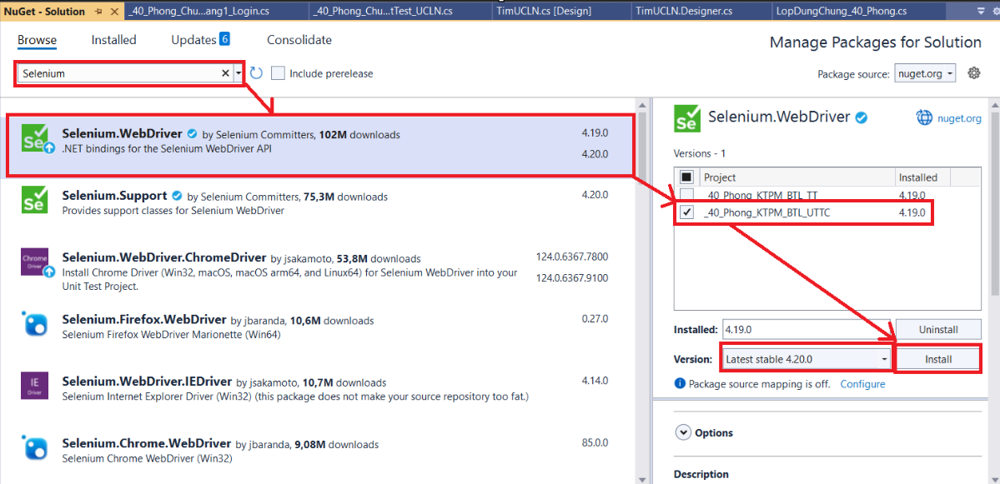 NuGet - Solution
_40_Phong_Chu...ang1_Login.cs
_40_Phong_Chu...tTest_UCLN.cs
TimUCLN.cs [Design]
TimUCLN.Designer.cs
LopDungChung_40_Phong.cs
Browse
Installed
Updates 6
Consolidate
Manage Packages for Solution
Selenium
Include prerelease
Package source: nuget.org
Selenium.WebDriver by Selenium Committers, 102M downloads
4.19.0
.NET bindings for the Selenium WebDriver API
4.20.0
Selenium.Support by Selenium Committers, 75,3M downloads
4.20.0
Provides support classes for Selenium WebDriver
Selenium.WebDriver.ChromeDriver by jsakamoto, 53,8M downloads
124.0.6367.7800
Install Chrome Driver (Win32, macOS, macOS arm64, and Linux64) for Selenium WebDriver into your
Unit Test Project.
124.0.6367.9100
Selenium.Firefox.WebDriver by jbaranda, 10,6M downloads
0.27.0
Selenium Firefox WebDriver Marionette (Win64)
Selenium.WebDriver.IEDriver by jsakamoto, 10,7M downloads
4.14.0
Selenium Internet Explorer Driver (Win32) (this package does not make your source repository too fat.)
Selenium.Chrome.WebDriver by jbaranda, 9,08M downloads
85.0.0
Selenium Chrome WebDriver (Win32)
Se
Se
Chrome
Driver
IE
Driver
Se
Selenium.WebDriver
nuget.org
Versions - 1
Project
Installed
_40_Phong_KTPM_BTL_TT
4.19.0
_40_Phong_KTPM_BTL_UTTC
4.19.0
Installed: 4.19.0
Uninstall
Version: Latest stable 4.20.0
Install
Package source mapping is off. Configure
Options
Description